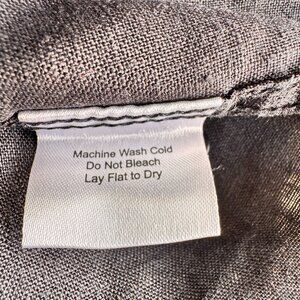 Machine Wash Cold
Do Not Bleach
Lay Flat to Dry